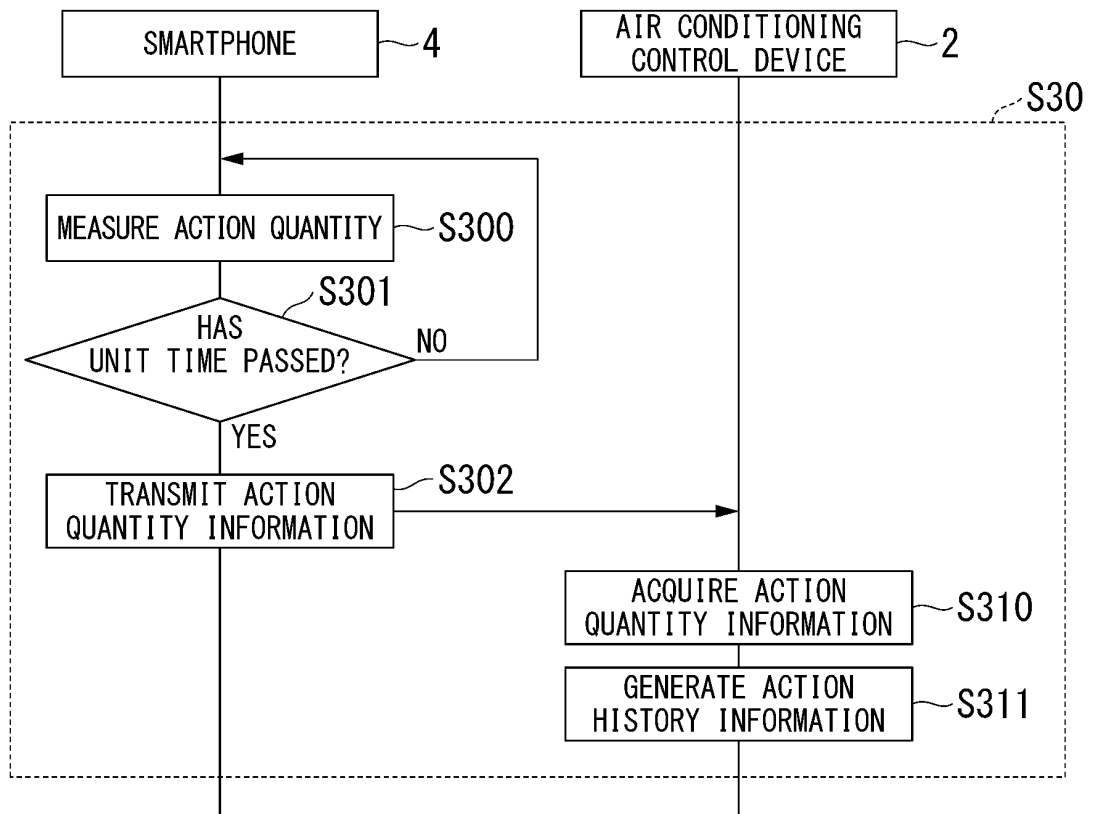 SMARTPHONE
4
AIR CONDITIONING
CONTROL DEVICE
2
S30
MEASURE ACTION QUANTITY
S300
S301
HAS
UNIT TIME PASSED?
NO
YES
TRANSMIT ACTION
QUANTITY INFORMATION
S302
ACQUIRE ACTION
QUANTITY INFORMATION
S310
GENERATE ACTION
HISTORY INFORMATION
S311